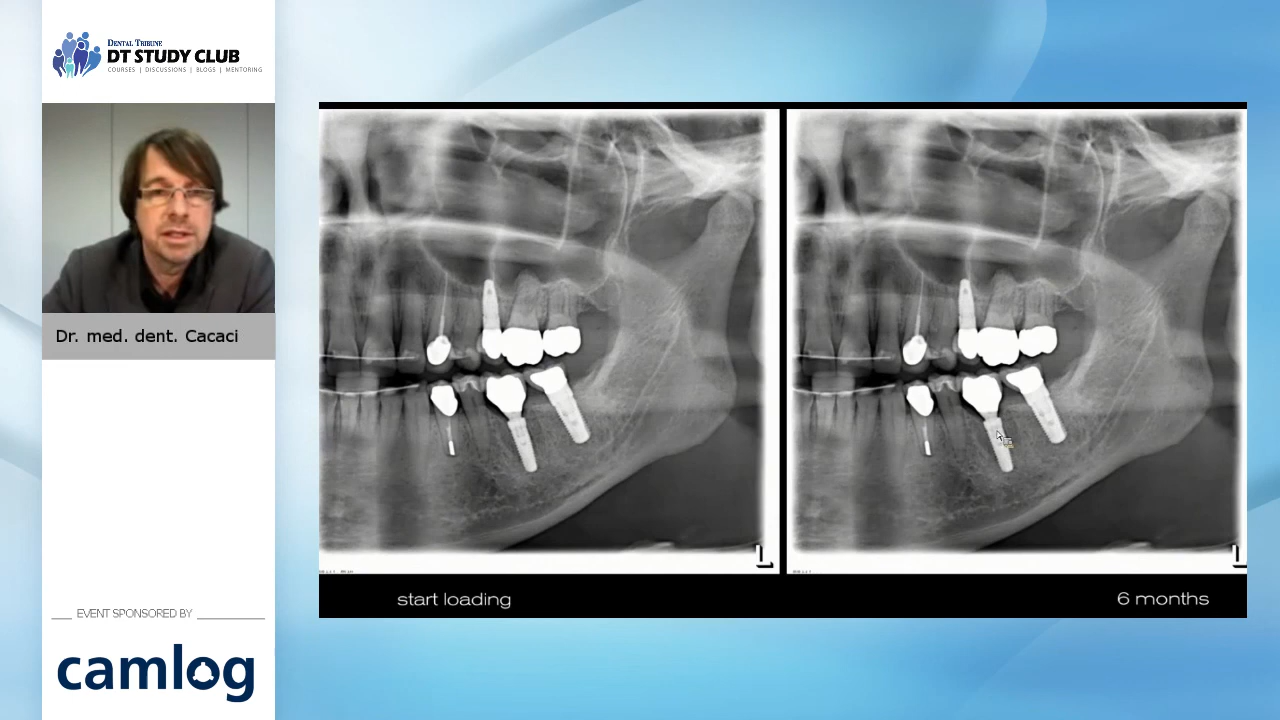 DENTAL TRIBUNE
DT STUDY CLUB
COURSES | DISCUSSIONS | BLOGS | MENTORING
Dr. med. dent. Cacaci
EVENT SPONSORED BY
camlog
L
L
start loading
6 months